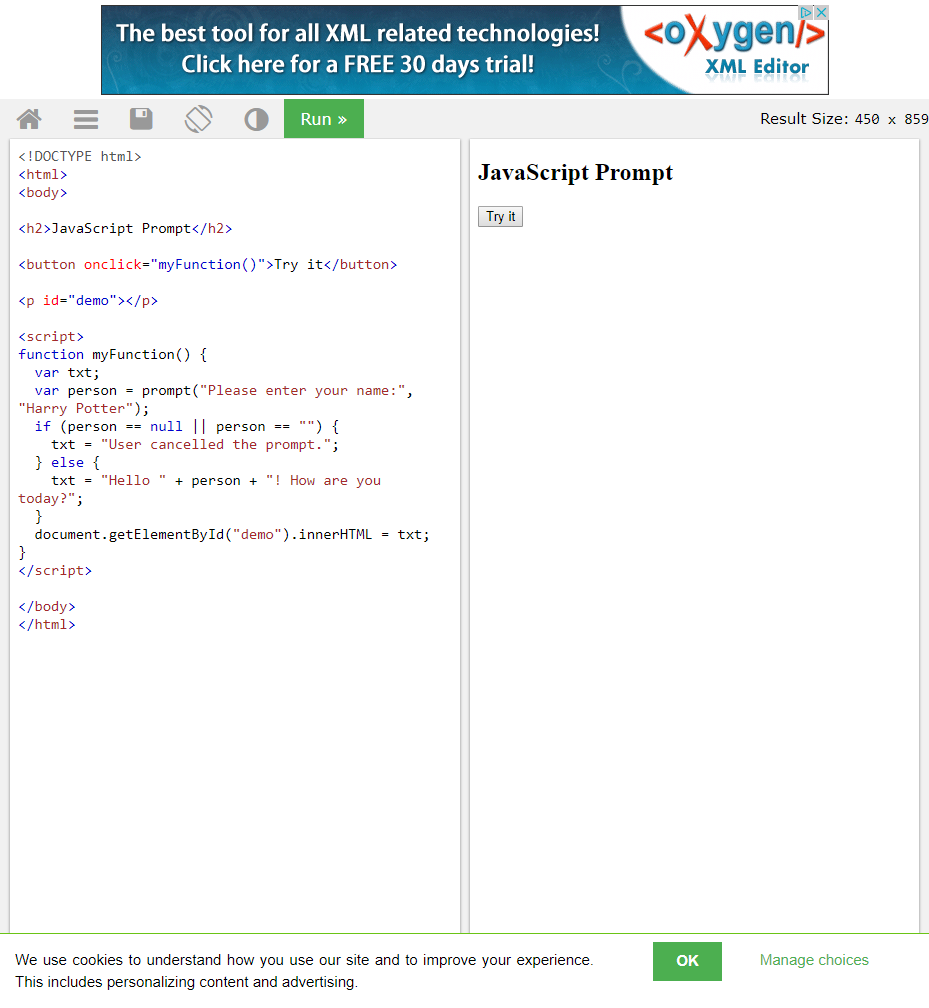 The best tool for all XML related technologies!
Click here for a FREE 30 days trial!
<oXygen/>
XML Editor
Run »
Result Size: 450 x 859
<!DOCTYPE html>
<html>
<body>
<h2>JavaScript Prompt</h2>
<button onclick="myFunction()">Try it</button>
<p id="demo"></p>
<script>
function myFunction() {
  var txt;
  var person = prompt("Please enter your name:",
"Harry Potter");
  if (person == null || person == "") {
    txt = "User cancelled the prompt.";
  } else {
    txt = "Hello " + person + "! How are you
today?";
  }
  document.getElementById("demo").innerHTML = txt;
}
</script>
</body>
</html>
JavaScript Prompt
Try it
We use cookies to understand how you use our site and to improve your experience.
This includes personalizing content and advertising.
OK
Manage choices